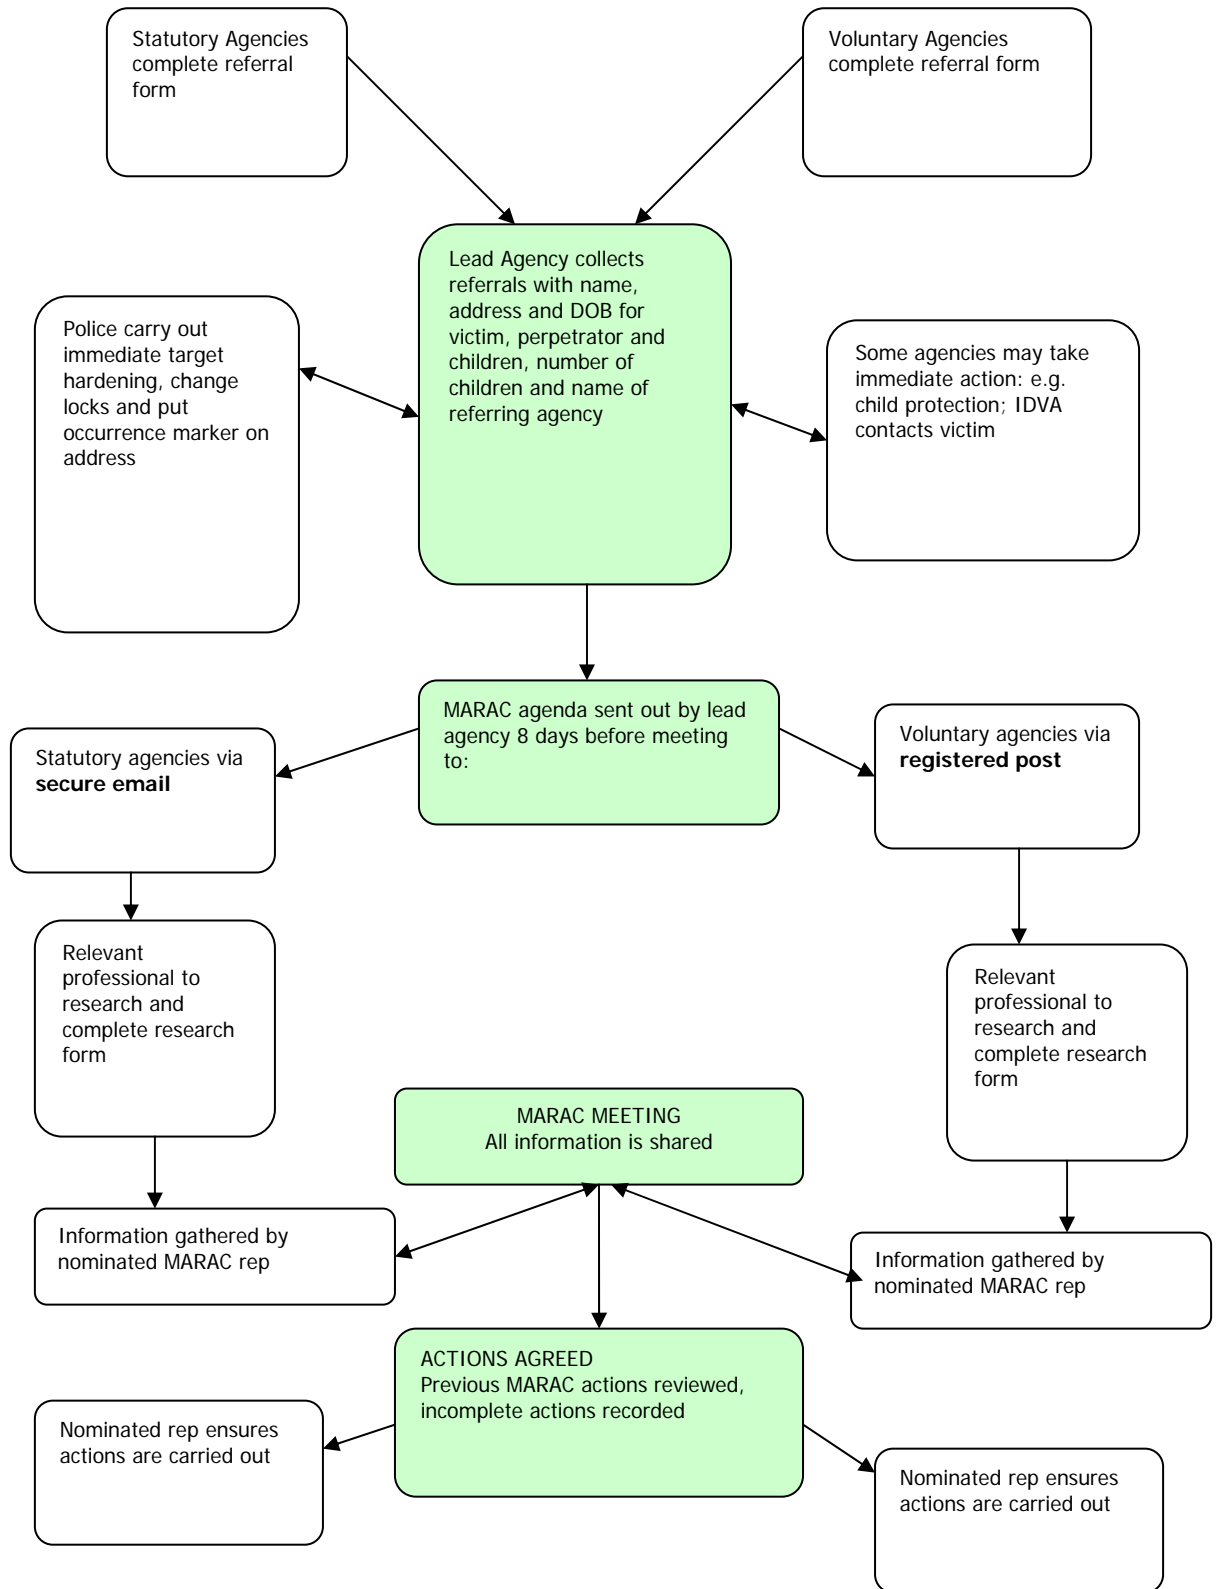 Statutory Agencies
complete referral
form
Voluntary Agencies
complete referral form
Lead Agency collects
referrals with name,
address and DOB for
victim, perpetrator and
children, number of
children and name of
referring agency
Police carry out
immediate target
hardening, change
locks and put
occurrence marker on
address
Some agencies may take
immediate action: e.g.
child protection; IDVA
contacts victim
MARAC agenda sent out by lead
agency 8 days before meeting
to:
Statutory agencies via
secure email
Voluntary agencies via
registered post
Relevant
professional to
research and
complete research
form
Relevant
professional to
research and
complete research
form
MARAC MEETING
All information is shared
Information gathered by
nominated MARAC rep
Information gathered by
nominated MARAC rep
ACTIONS AGREED
Previous MARAC actions reviewed,
incomplete actions recorded
Nominated rep ensures
actions are carried out
Nominated rep ensures
actions are carried out